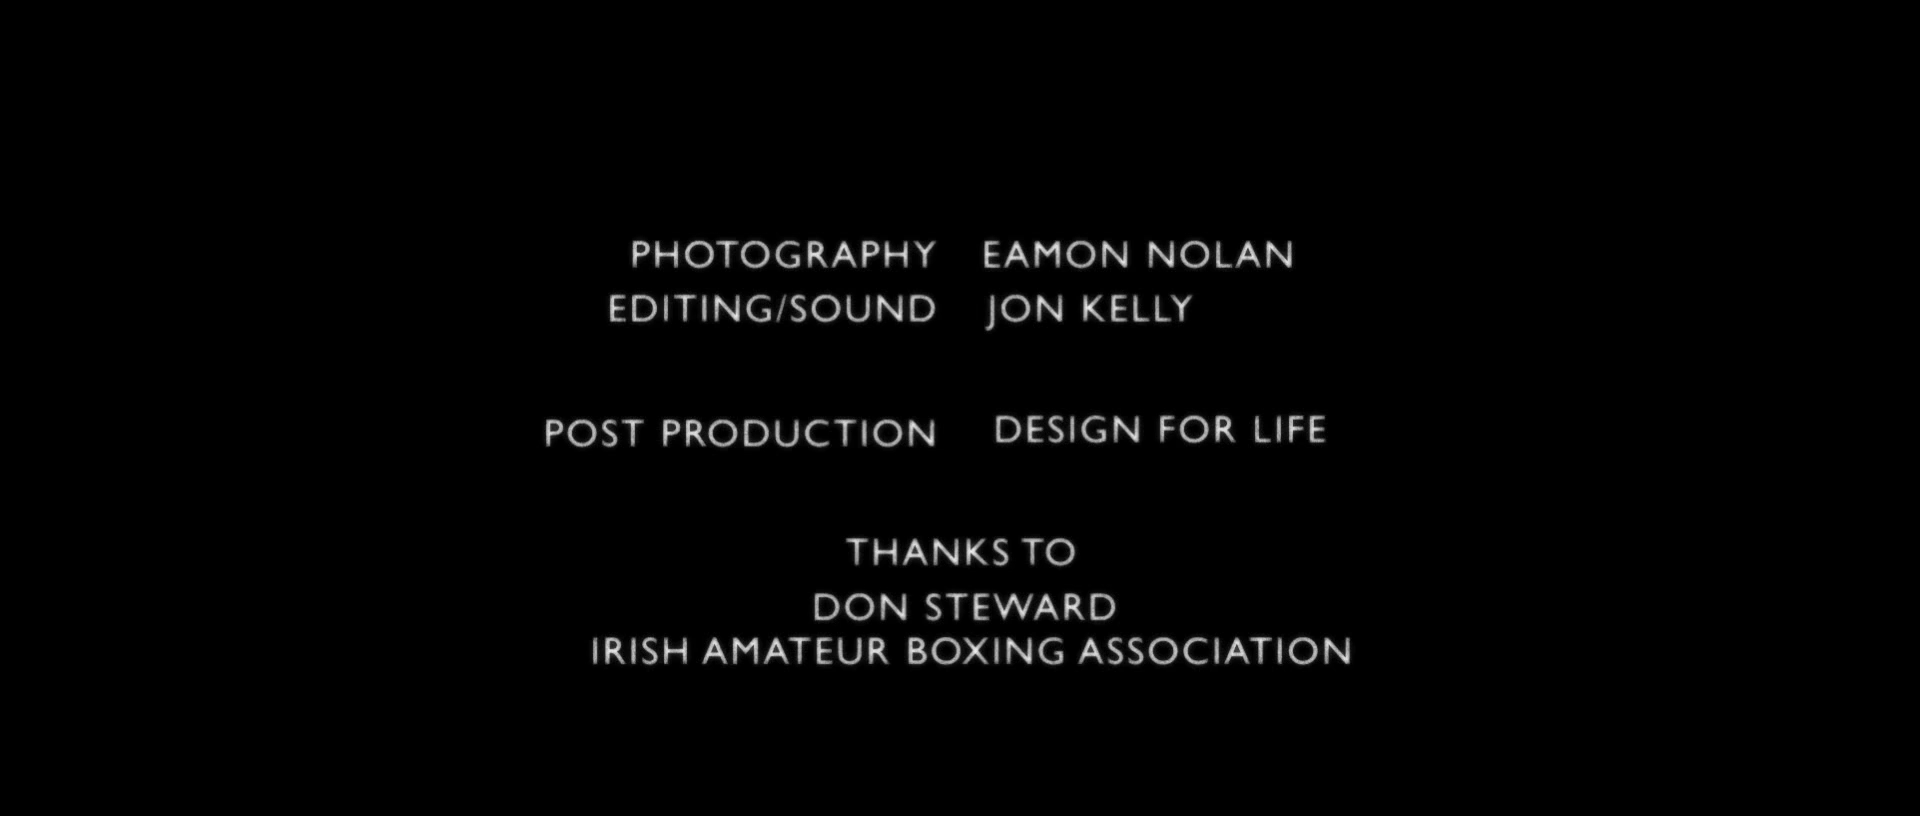 PHOTOGRAPHY EAMON NOLAN
EDITING/SOUND JON KELLY
POST PRODUCTION DESIGN FOR LIFE
THANKS TO
DON STEWARD
IRISH AMATEUR BOXING ASSOCIATION